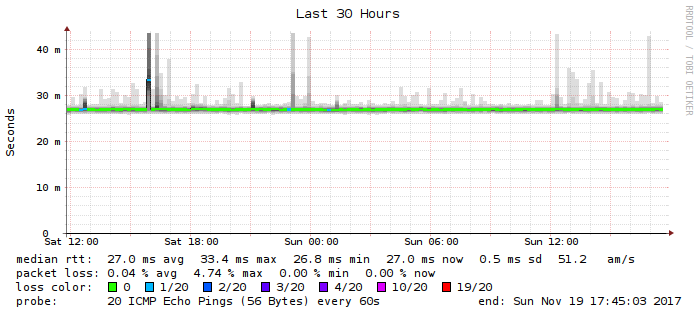 Last 30 Hours
RRDTOOL / TOBI OETIKER
Seconds
40 m
30 m
20 m
10 m
0
Sat 12:00 Sat 18:00 Sun 00:00 Sun 06:00 Sun 12:00
median rtt: 27.0 ms avg 33.4 ms max 26.8 ms min 27.0 ms now 0.5 ms sd 51.2 am/s
packet loss: 0.04 % avg 4.74 % max 0.00 % min 0.00 % now
loss color: 0 1/20 2/20 3/20 4/20 10/20 19/20
probe: 20 ICMP Echo Pings (56 Bytes) every 60s end: Sun Nov 19 17:45:03 2017